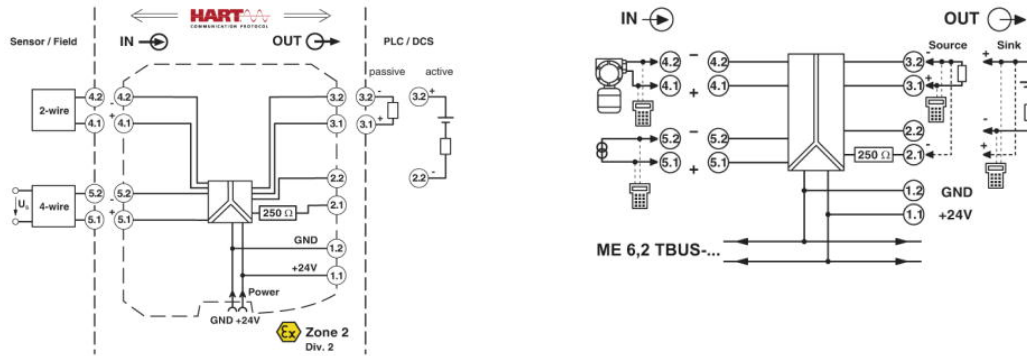 HART
COMMUNICATION PROTOCOL
Sensor / Field
IN
OUT
PLC / DCS
passive
active
2-wire
4.2
4.1
-
+
4.2
4.1
3.2
3.1
3.2
3.1
-
+
3.2
+
-
2.2
4-wire
5.2
5.1
-
+
5.2
5.1
2.2
2.1
250 Ω
GND
1.2
+24V
1.1
Power
GND +24V
Ex
Zone 2
Div. 2
IN
OUT
Source
Sink
4.2
-
4.2
4.1
+
4.1
3.2
-
3.1
+
+
5.2
-
5.2
5.1
+
5.1
2.2
250 Ω
2.1
-
-
+
1.2
GND
1.1
+24V
ME 6,2 TBUS-...